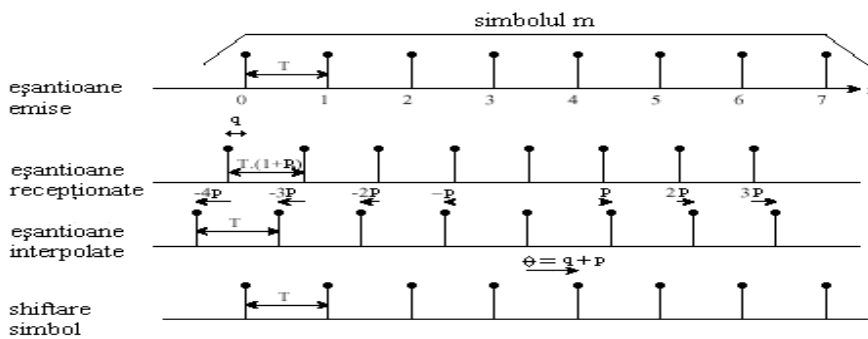 simbolul m
T
eşantioane
emise
0 1 2 3 4 5 6 7
q
T.(1+P)
eşantioane
recepţionate
-4P -3P -2P -P P 2P 3P
eşantioane
interpolate
T
θ = q+p
T
shiftare
simbol